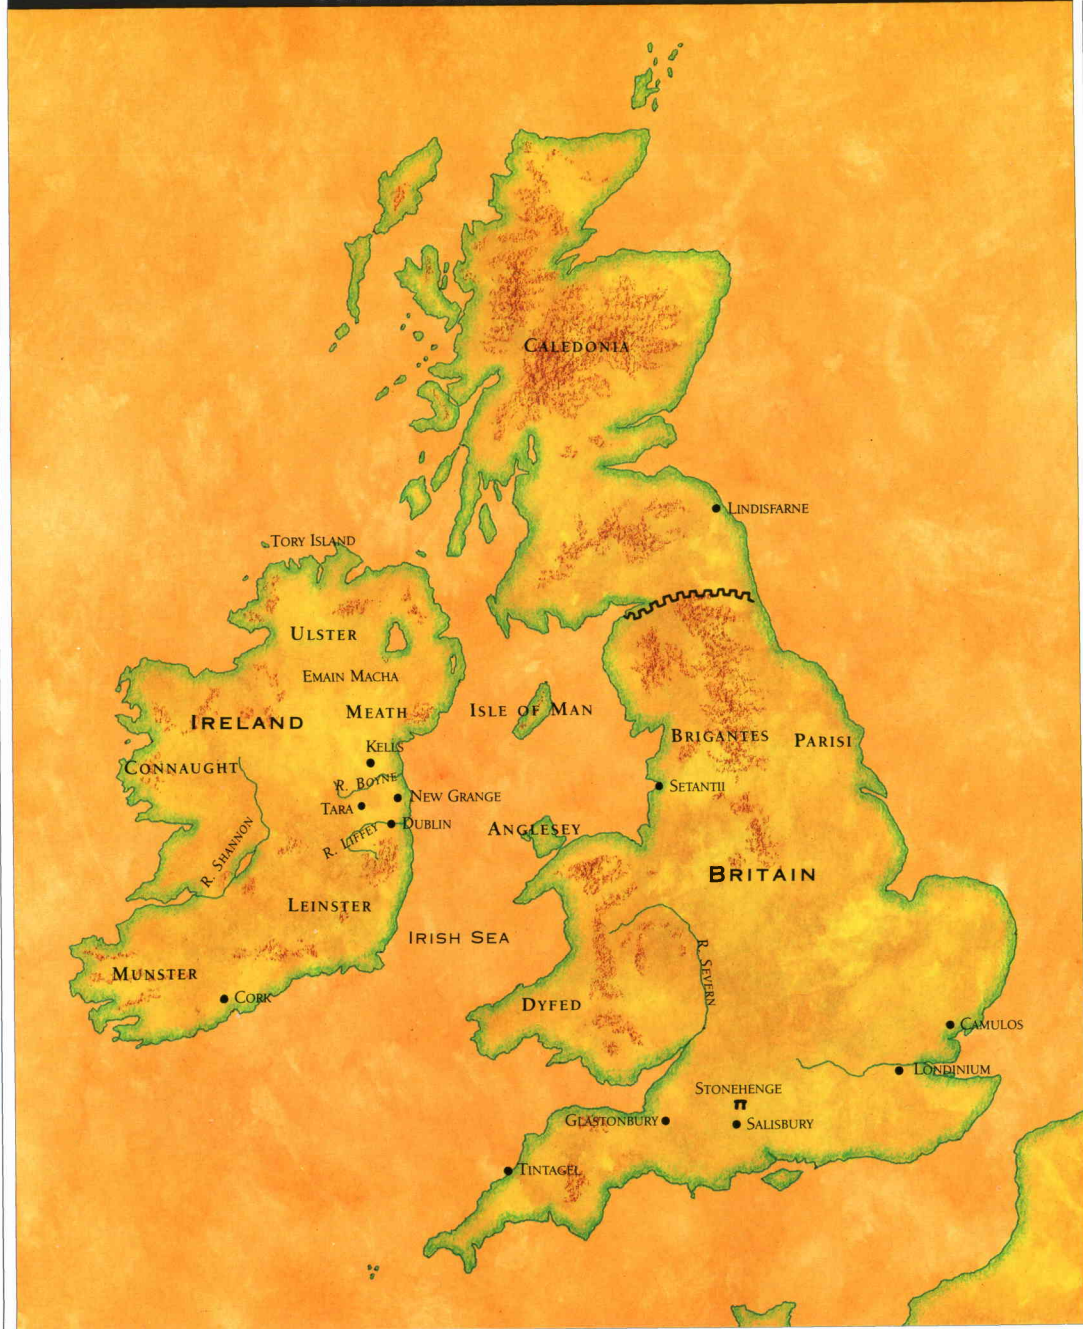 CALEDONIA
LINDISFARNE
TORY ISLAND
ULSTER
EMAIN MACHA
ISLE OF MAN
MEATH
IRELAND
BRIGANTES
PARISI
KELLS
CONNAUGHT
R. BOYNE
SETANTII
NEW GRANGE
TARA
DUBLIN
ANGLESEY
R. LIFFEY
R. SHANNON
BRITAIN
LEINSTER
IRISH SEA
R. SEVERN
MUNSTER
CORK
DYFED
CAMULOS
LONDINIUM
STONEHENGE
GLASTONBURY
SALISBURY
TINTAGEL